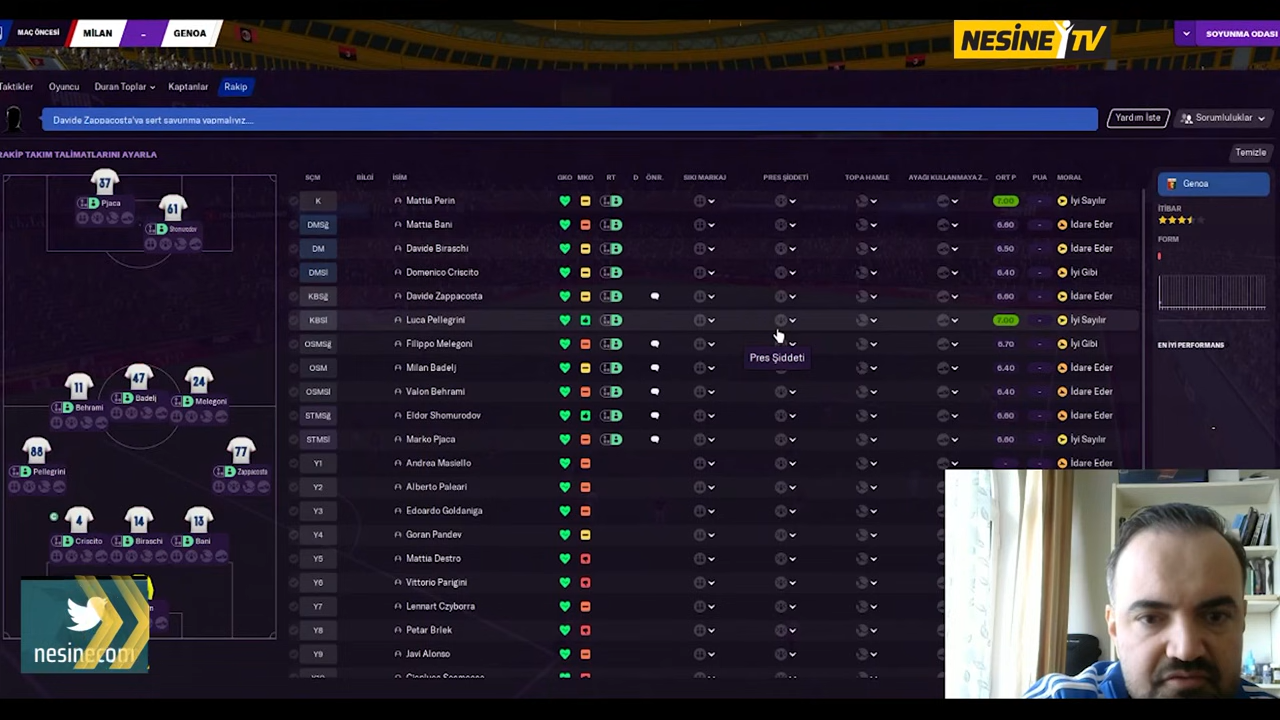 MAÇ ÖNCESİ MİLAN - GENOA
NESİNE TV
SOYUNMA ODASI
Taktikler Oyuncu Duran Toplar Kaptanlar Rakip
Davide Zappacosta'ya sert savunma yapmalıyız...
Yardım İste Sorumluluklar
RAKİP TAKIM TALİMATLARINI AYARLA
Temizle
SÇM BİLGİ İSİM GKO MKO RT D ÖNR. SIKI MARKAJ PRES ŞİDDETİ TOPA HAMLE AYAĞI KULLANMAYA Z... ORT P PUA MORAL
K Mattia Perin 7.00 - İyi Sayılır
DMSğ Mattia Bani 6.60 - İdare Eder
DM Davide Biraschi 6.50 - İdare Eder
DMSl Domenico Criscito 6.40 - İyi Gibi
KBSğ Davide Zappacosta 6.60 - İdare Eder
KBSl Luca Pellegrini 7.00 - İyi Sayılır
OSMSğ Filippo Melegoni 6.70 - İyi Gibi
OSM Milan Badelj 6.40 - İdare Eder
OSMSl Valon Behrami 6.40 - İdare Eder
STMSğ Eldor Shomurodov 6.60 - İdare Eder
STMSl Marko Pjaca 6.60 - İyi Sayılır
Y1 Andrea Masiello - - İdare Eder
Y2 Alberto Paleari
Y3 Edoardo Goldaniga
Y4 Goran Pandev
Y5 Mattia Destro
Y6 Vittorio Parigini
Y7 Lennart Czyborra
Y8 Petar Brlek
Y9 Javi Alonso
Pres Şiddeti
Genoa
İTİBAR
FORM
EN İYİ PERFORMANS
-
37
Pjaca
61
Shomurodov
11
Behrami
47
Badelj
24
Melegoni
88
Pellegrini
77
Zappacosta
4
Criscito
14
Biraschi
13
Bani
nesinecom